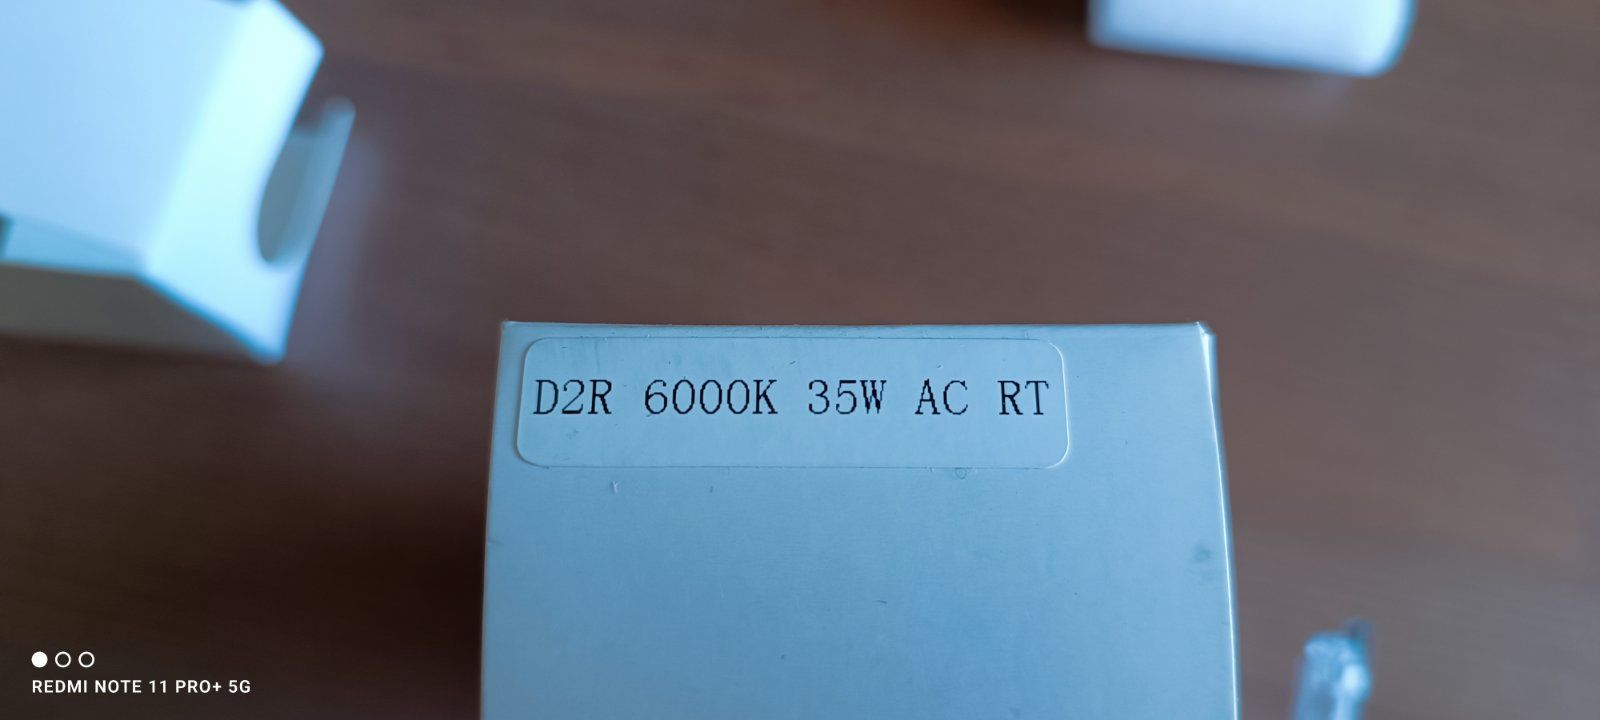 D2R 6000K 35W AC RT
REDMI NOTE 11 PRO+ 5G